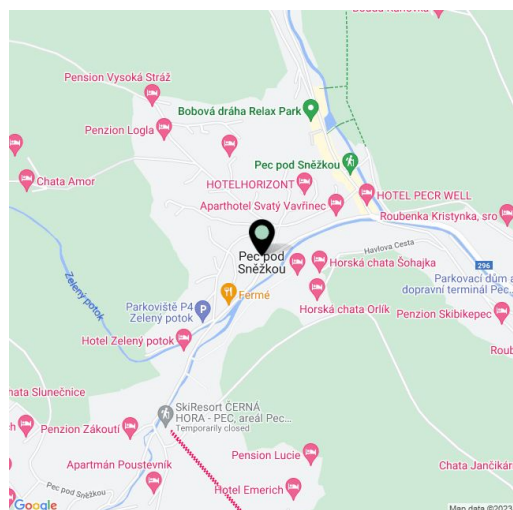 Pension Vysoká Stráž
Bobová dráha Relax Park
Penzion Logla
Pec pod Sněžkou
Chata Amor
HOTELHORIZONT
HOTEL PECR WELL
Aparthotel Svatý Vavřinec
Roubenka Kristynka, sro
Havlova Cesta
Pec pod
Sněžkou
Horská chata Šohajka
296
Zelený potok
Parkovací dům a
dopravní terminál Pec,
Fermé
Parkoviště P4
Zelený potok
Horská chata Orlík
Penzion Skibikepec
Hotel Zelený potok
Roub
hata Slunečnice
SkiResort ČERNÁ
HORA - PEC, areál Pec...
Temporarily closed
Penzion Zákoutí
Pension Lucie
Apartmán Poustevník
Chata Jančikár
Pec pod Sněžkou
Hotel Emerich
Google
Map data ©2023